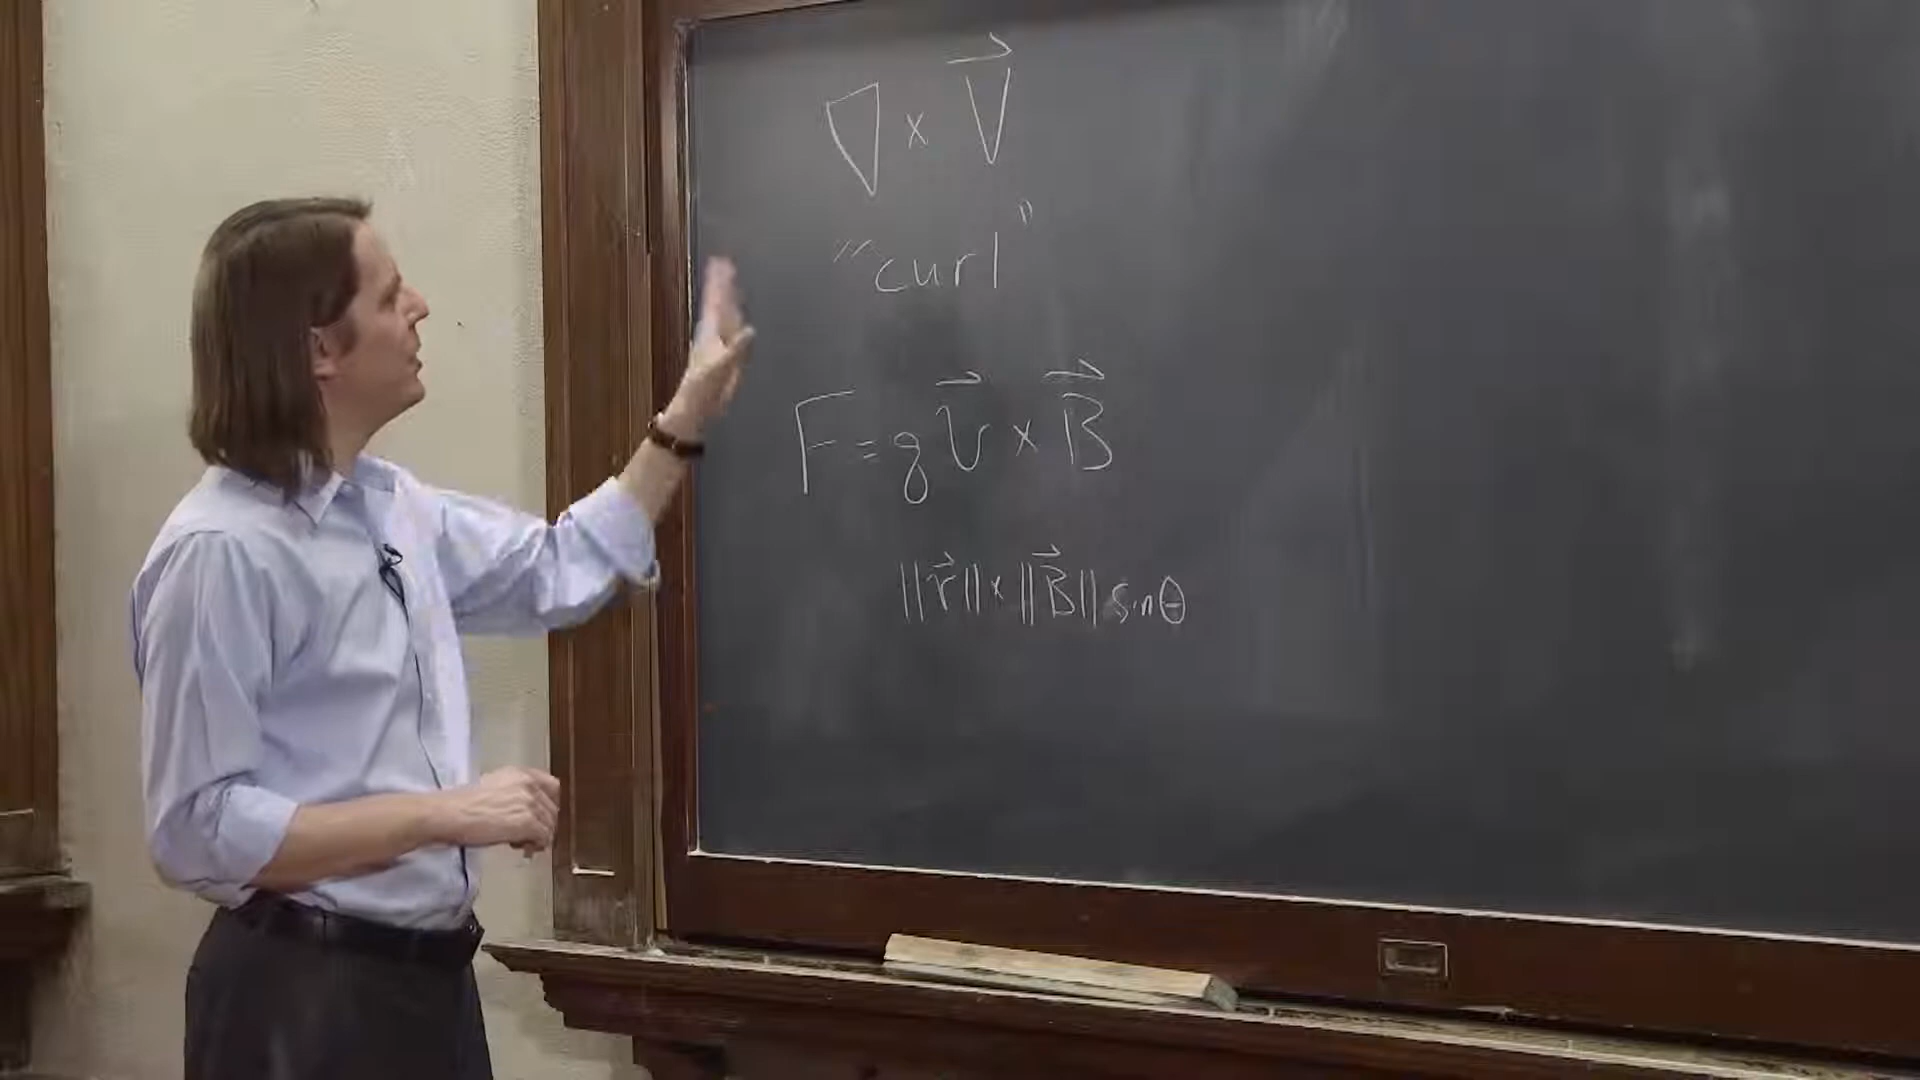 ∇ × V⃗
"curl"
F = q v⃗ × B⃗
||r⃗|| × ||B⃗|| sin θ